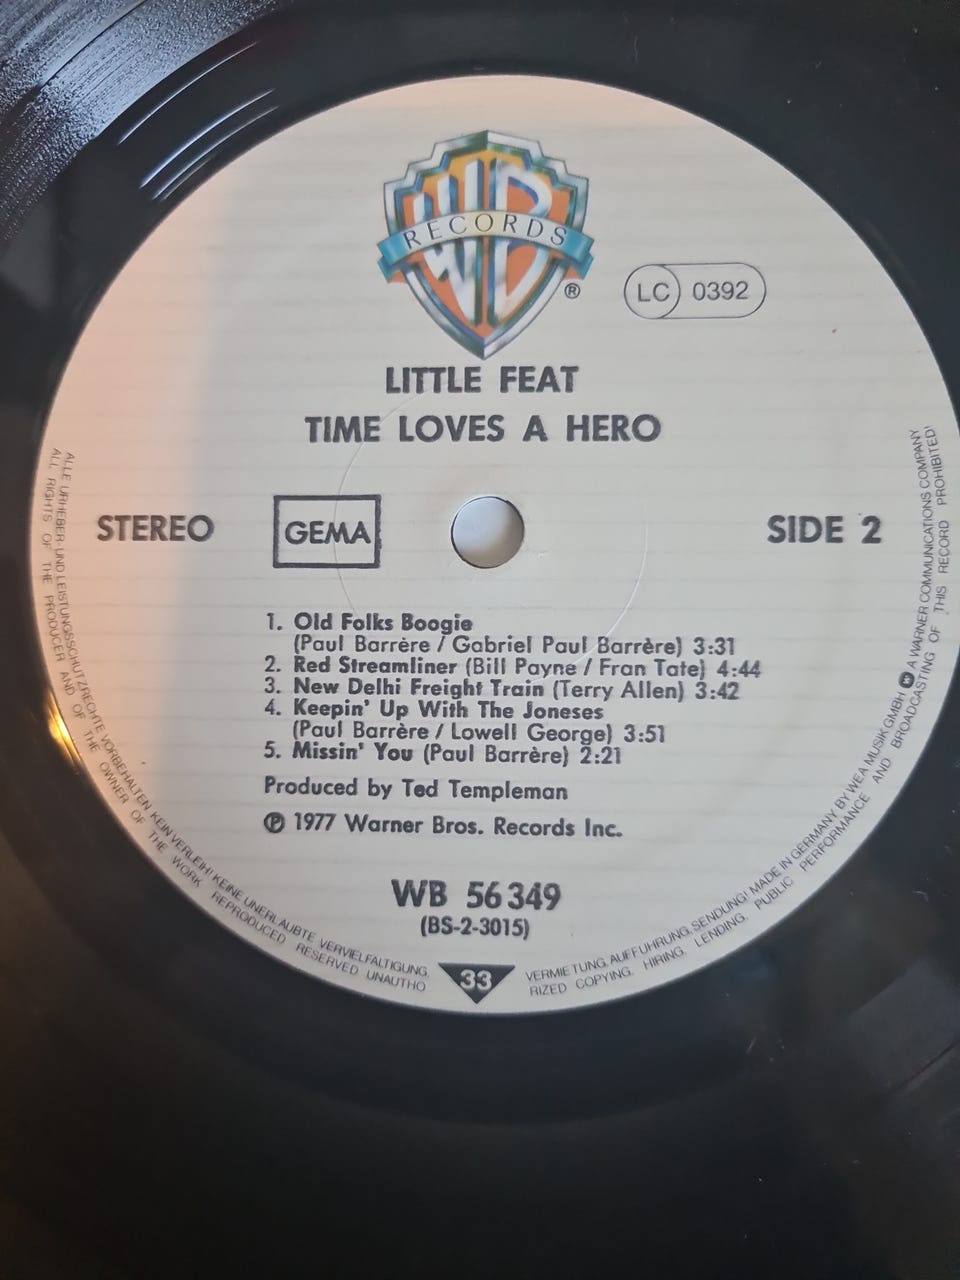 WB
RECORDS
®
LC 0392
LITTLE FEAT
TIME LOVES A HERO
STEREO
GEMA
SIDE 2
1. Old Folks Boogie
(Paul Barrère / Gabriel Paul Barrère) 3:31
2. Red Streamliner (Bill Payne / Fran Tate) 4:44
3. New Delhi Freight Train (Terry Allen) 3:42
4. Keepin' Up With The Joneses
(Paul Barrère / Lowell George) 3:51
5. Missin' You (Paul Barrère) 2:21
Produced by Ted Templeman
℗ 1977 Warner Bros. Records Inc.
WB 56 349
(BS-2-3015)
33
ALLE URHEBER- UND LEISTUNGSSCHUTZRECHTE VORBEHALTEN KEIN VERLEIH! KEINE UNERLAUBTE VERVIELFÄLTIGUNG, VERMIETUNG, AUFFÜHRUNG, SENDUNG! MADE IN GERMANY BY WEA MUSIK GMBH A WARNER COMMUNICATIONS COMPANY
ALL RIGHTS OF THE PRODUCER AND OF THE OWNER OF THE WORK REPRODUCED RESERVED UNAUTHORIZED COPYING, HIRING, LENDING, PUBLIC PERFORMANCE AND BROADCASTING OF THIS RECORD PROHIBITED!